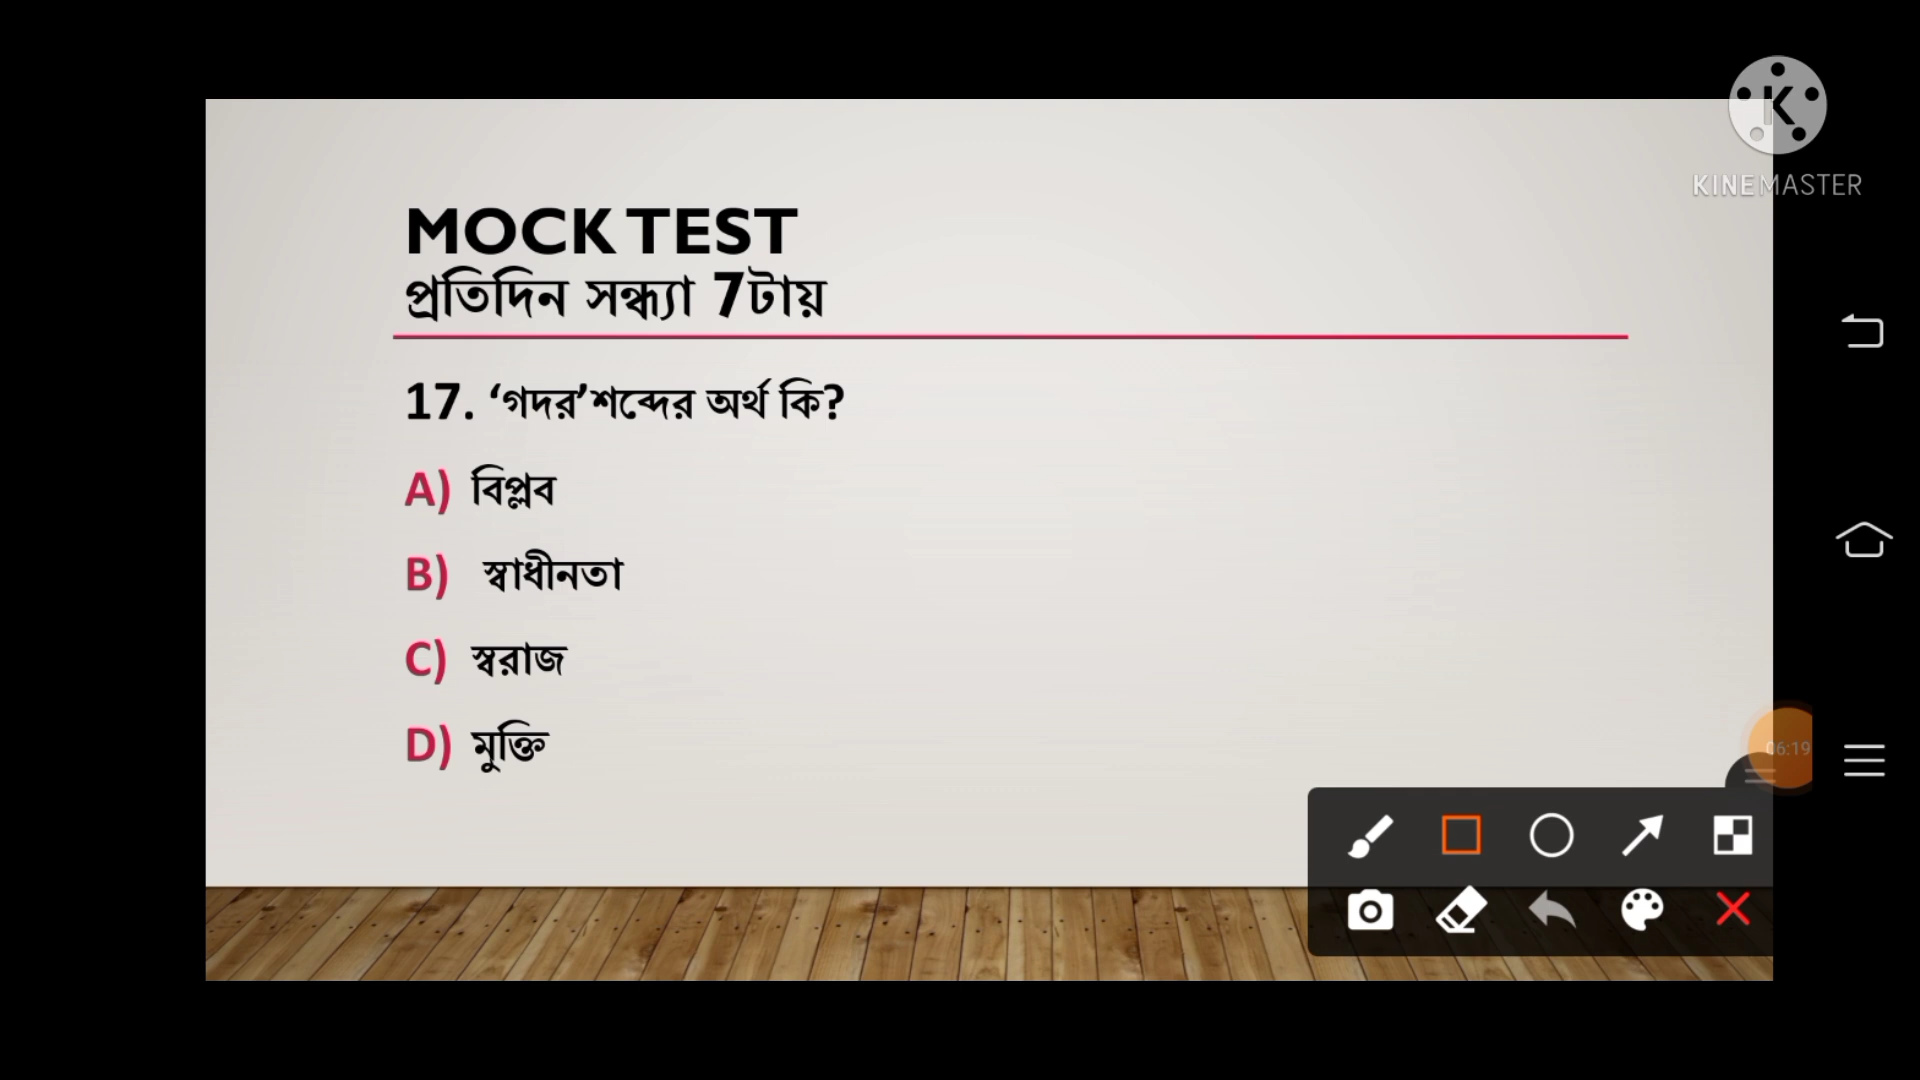 MOCK TEST
প্রতিদিন সন্ধ্যা 7টায়
17. ‘গদর’শব্দের অর্থ কি?
A) বিপ্লব
B) স্বাধীনতা
C) স্বরাজ
D) মুক্তি
K
KINEMASTER
06:19